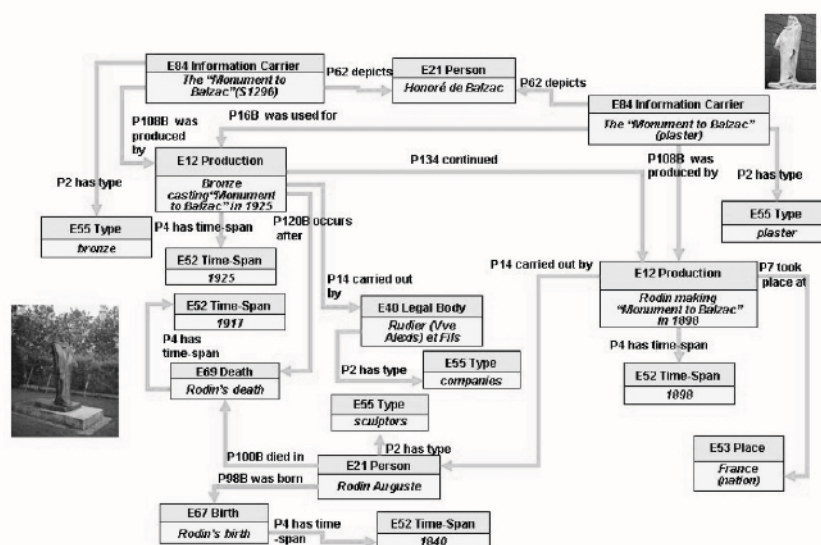 E84 Information Carrier
The "Monument to
Balzac"(S1296)
P62 depicts
E21 Person
Honoré de Balzac
P62 depicts
E84 Information Carrier
The "Monument to Balzac"
(plaster)
P108B was
produced
by
P16B was used for
E12 Production
Bronze
casting"Monument
to Balzac" in 1925
P134 continued
P108B was
produced by
P2 has type
P2 has type
E55 Type
bronze
P4 has time-span
P120B occurs
after
E55 Type
plaster
E52 Time-Span
1925
P14 carried out
by
P14 carried out by
E12 Production
Rodin making
"Monument to Balzac"
in 1898
P7 took
place at
E52 Time-Span
1917
E40 Legal Body
Rudier (Vve
Alexis) et Fils
P4 has
time-span
P4 has time-span
E69 Death
Rodin's death
P2 has type
E55 Type
companies
E52 Time-Span
1898
E55 Type
sculptors
P100B died in
P2 has type
E21 Person
Rodin Auguste
E53 Place
France
(nation)
P98B was born
E67 Birth
Rodin's birth
P4 has time
-span
E52 Time-Span
1840